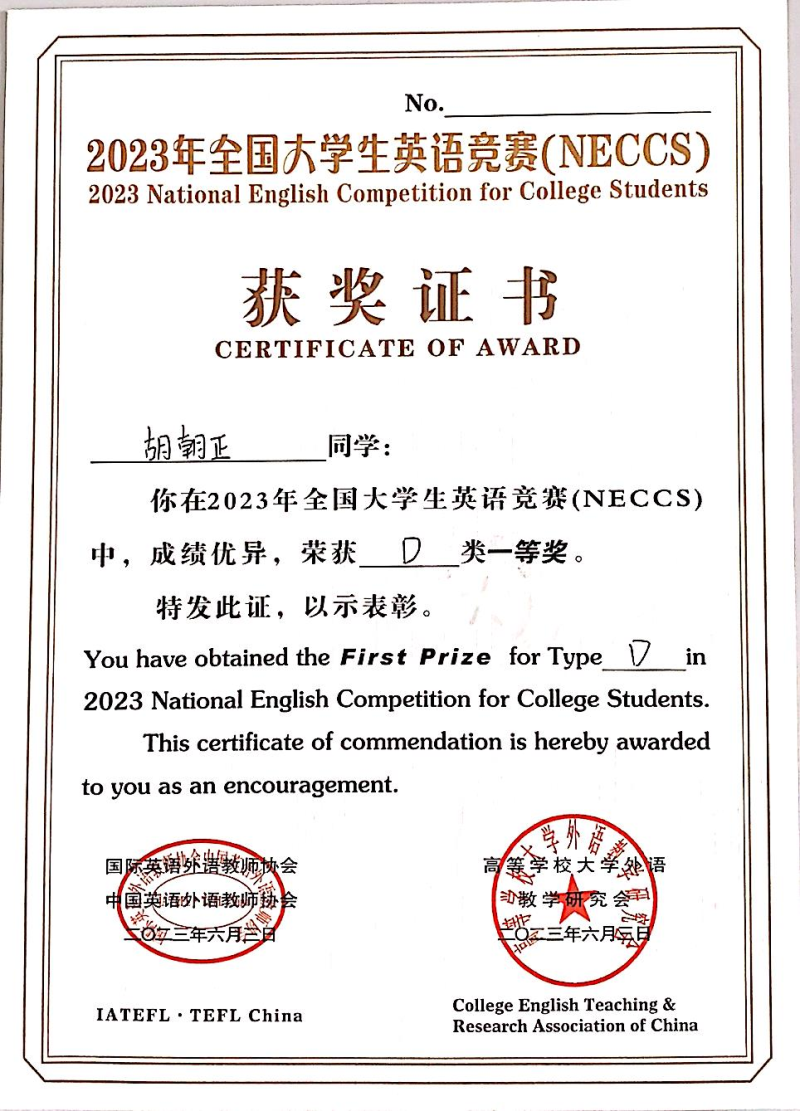 No.
2023年全国大学生英语竞赛(NECCS)
2023 National English Competition for College Students
获奖证书
CERTIFICATE OF AWARD
胡朝正同学:
你在2023年全国大学生英语竞赛(NECCS)
中，成绩优异，荣获 D 类一等奖。
特发此证，以示表彰。
You have obtained the First Prize for Type D in
2023 National English Competition for College Students.
This certificate of commendation is hereby awarded
to you as an encouragement.
国际英语外语教师协会
中国英语外语教师协会
二〇二三年六月三日
IATEFL · TEFL China
高等学校大学外语
教学研究会
二〇二三年六月三日
College English Teaching &
Research Association of China